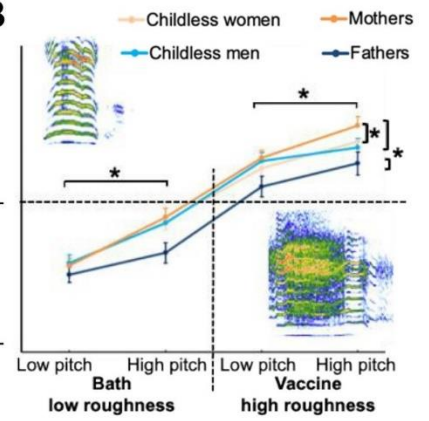 B
Childless women Mothers
Childless men Fathers
*
*
*
*
Low pitch High pitch Low pitch High pitch
Bath Vaccine
low roughness high roughness